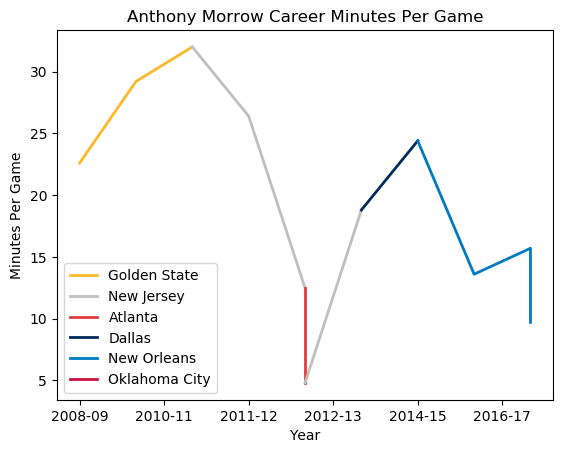 Anthony Morrow Career Minutes Per Game
Minutes Per Game
30
25
20
15
10
5
Golden State
New Jersey
Atlanta
Dallas
New Orleans
Oklahoma City
2008-09 2010-11 2011-12 2012-13 2014-15 2016-17
Year